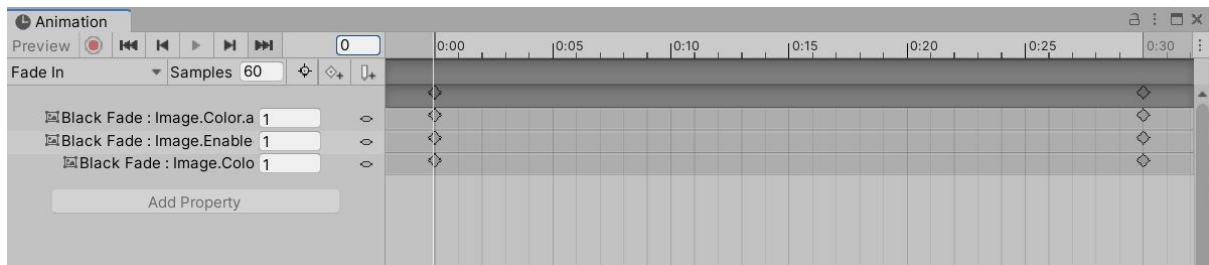 Animation
Preview 0 0:00 0:05 0:10 0:15 0:20 0:25 0:30
Fade In Samples 60
Black Fade : Image.Color.a 1
Black Fade : Image.Enable 1
Black Fade : Image.Colo 1
Add Property